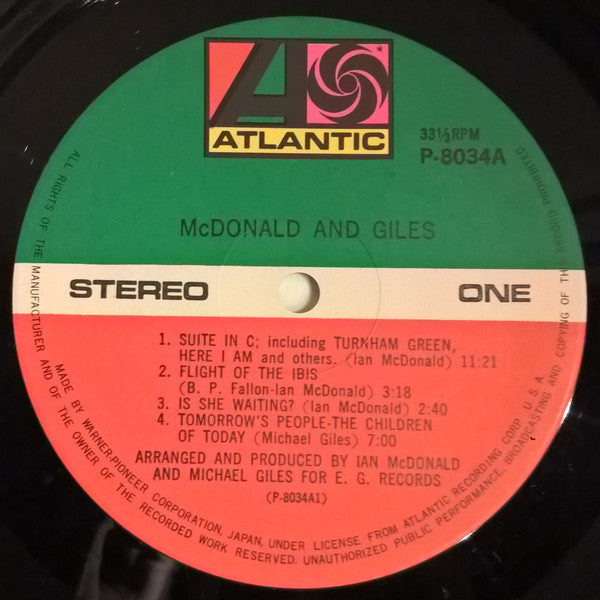 ATLANTIC
33⅓RPM
P-8034A
McDONALD AND GILES
STEREO
ONE
1. SUITE IN C; including TURNHAM GREEN,
HERE I AM and others. (Ian McDonald) 11:21
2. FLIGHT OF THE IBIS
(B. P. Fallon-Ian McDonald) 3:18
3. IS SHE WAITING? (Ian McDonald) 2:40
4. TOMORROW'S PEOPLE-THE CHILDREN
OF TODAY (Michael Giles) 7:00
ARRANGED AND PRODUCED BY IAN McDONALD
AND MICHAEL GILES FOR E. G. RECORDS
(P-8034A1)
MADE BY WARNER-PIONEER CORPORATION, JAPAN, UNDER LICENSE FROM ATLANTIC RECORDING CORP. U. S. A.
ALL RIGHTS OF THE MANUFACTURER AND OF THE OWNER OF THE RECORDED WORK RESERVED. UNAUTHORIZED PUBLIC PERFORMANCE, BROADCASTING AND COPYING OF THE RECORD PROHIBITED